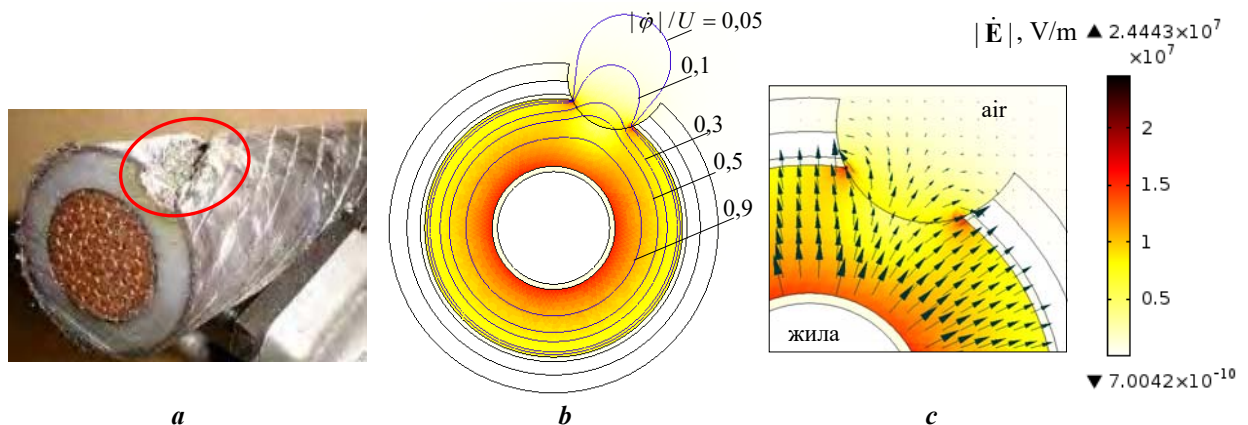 |φ̇| /U = 0,05
0,1
0,3
0,5
0,9
| Ė |, V/m
▲ 2.4443×10⁷
×10⁷
2
1.5
1
0.5
▼ 7.0042×10⁻¹⁰
air
жила
a
b
c